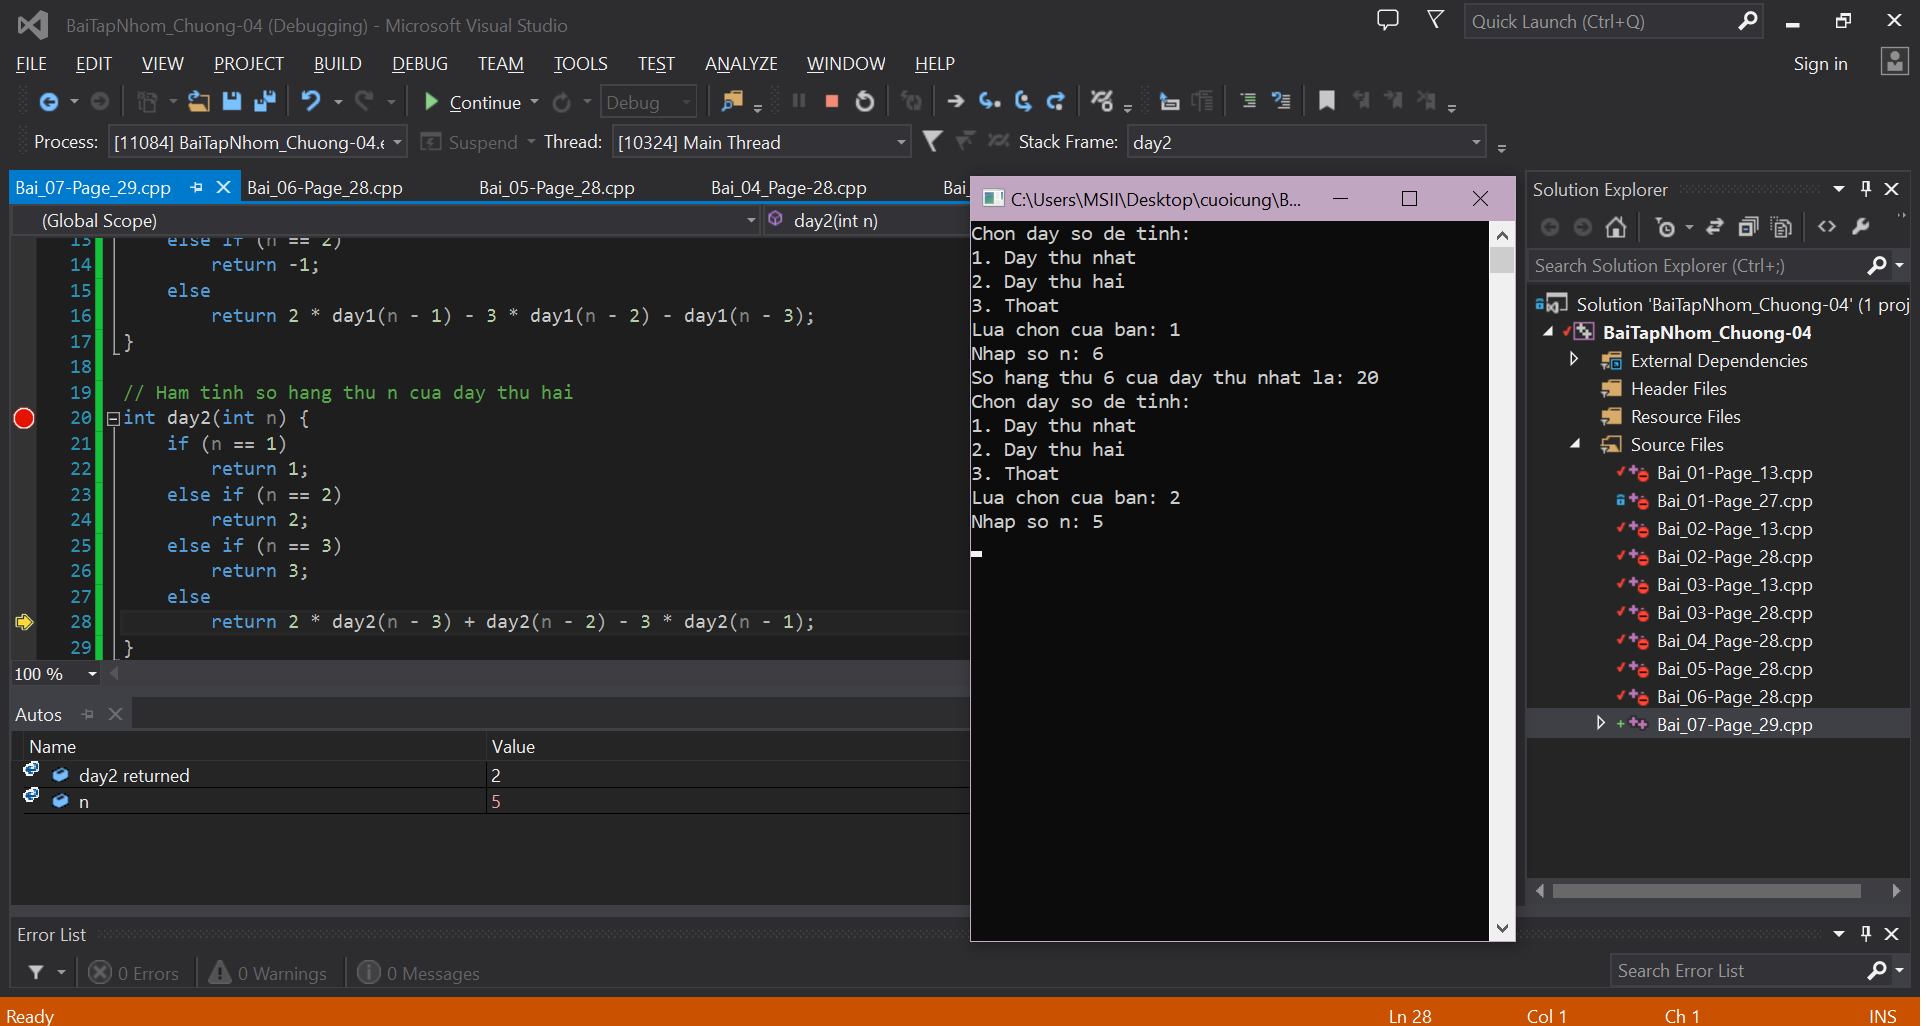 BaiTapNhom_Chuong-04 (Debugging) - Microsoft Visual Studio
Quick Launch (Ctrl+Q)
FILE EDIT VIEW PROJECT BUILD DEBUG TEAM TOOLS TEST ANALYZE WINDOW HELP
Sign in
Continue
Debug
Process: [11084] BaiTapNhom_Chuong-04.e
Suspend
Thread: [10324] Main Thread
Stack Frame: day2
Bai_07-Page_29.cpp
Bai_06-Page_28.cpp
Bai_05-Page_28.cpp
Bai_04_Page-28.cpp
Bai_
(Global Scope)
day2(int n)
13 else if (n == 2)
14 return -1;
15 else
16 return 2 * day1(n - 1) - 3 * day1(n - 2) - day1(n - 3);
17 }
18
19 // Ham tinh so hang thu n cua day thu hai
20 int day2(int n) {
21 if (n == 1)
22 return 1;
23 else if (n == 2)
24 return 2;
25 else if (n == 3)
26 return 3;
27 else
28 return 2 * day2(n - 3) + day2(n - 2) - 3 * day2(n - 1);
29 }
100 %
Autos
Name Value
day2 returned 2
n 5
C:\Users\MSII\Desktop\cuoicung\B...
Chon day so de tinh:
1. Day thu nhat
2. Day thu hai
3. Thoat
Lua chon cua ban: 1
Nhap so n: 6
So hang thu 6 cua day thu nhat la: 20
Chon day so de tinh:
1. Day thu nhat
2. Day thu hai
3. Thoat
Lua chon cua ban: 2
Nhap so n: 5
Solution Explorer
Search Solution Explorer (Ctrl+;)
Solution 'BaiTapNhom_Chuong-04' (1 proj
BaiTapNhom_Chuong-04
External Dependencies
Header Files
Resource Files
Source Files
Bai_01-Page_13.cpp
Bai_01-Page_27.cpp
Bai_02-Page_13.cpp
Bai_02-Page_28.cpp
Bai_03-Page_13.cpp
Bai_03-Page_28.cpp
Bai_04_Page-28.cpp
Bai_05-Page_28.cpp
Bai_06-Page_28.cpp
Bai_07-Page_29.cpp
Error List
0 Errors
0 Warnings
0 Messages
Search Error List
Ready
Ln 28
Col 1
Ch 1
INS